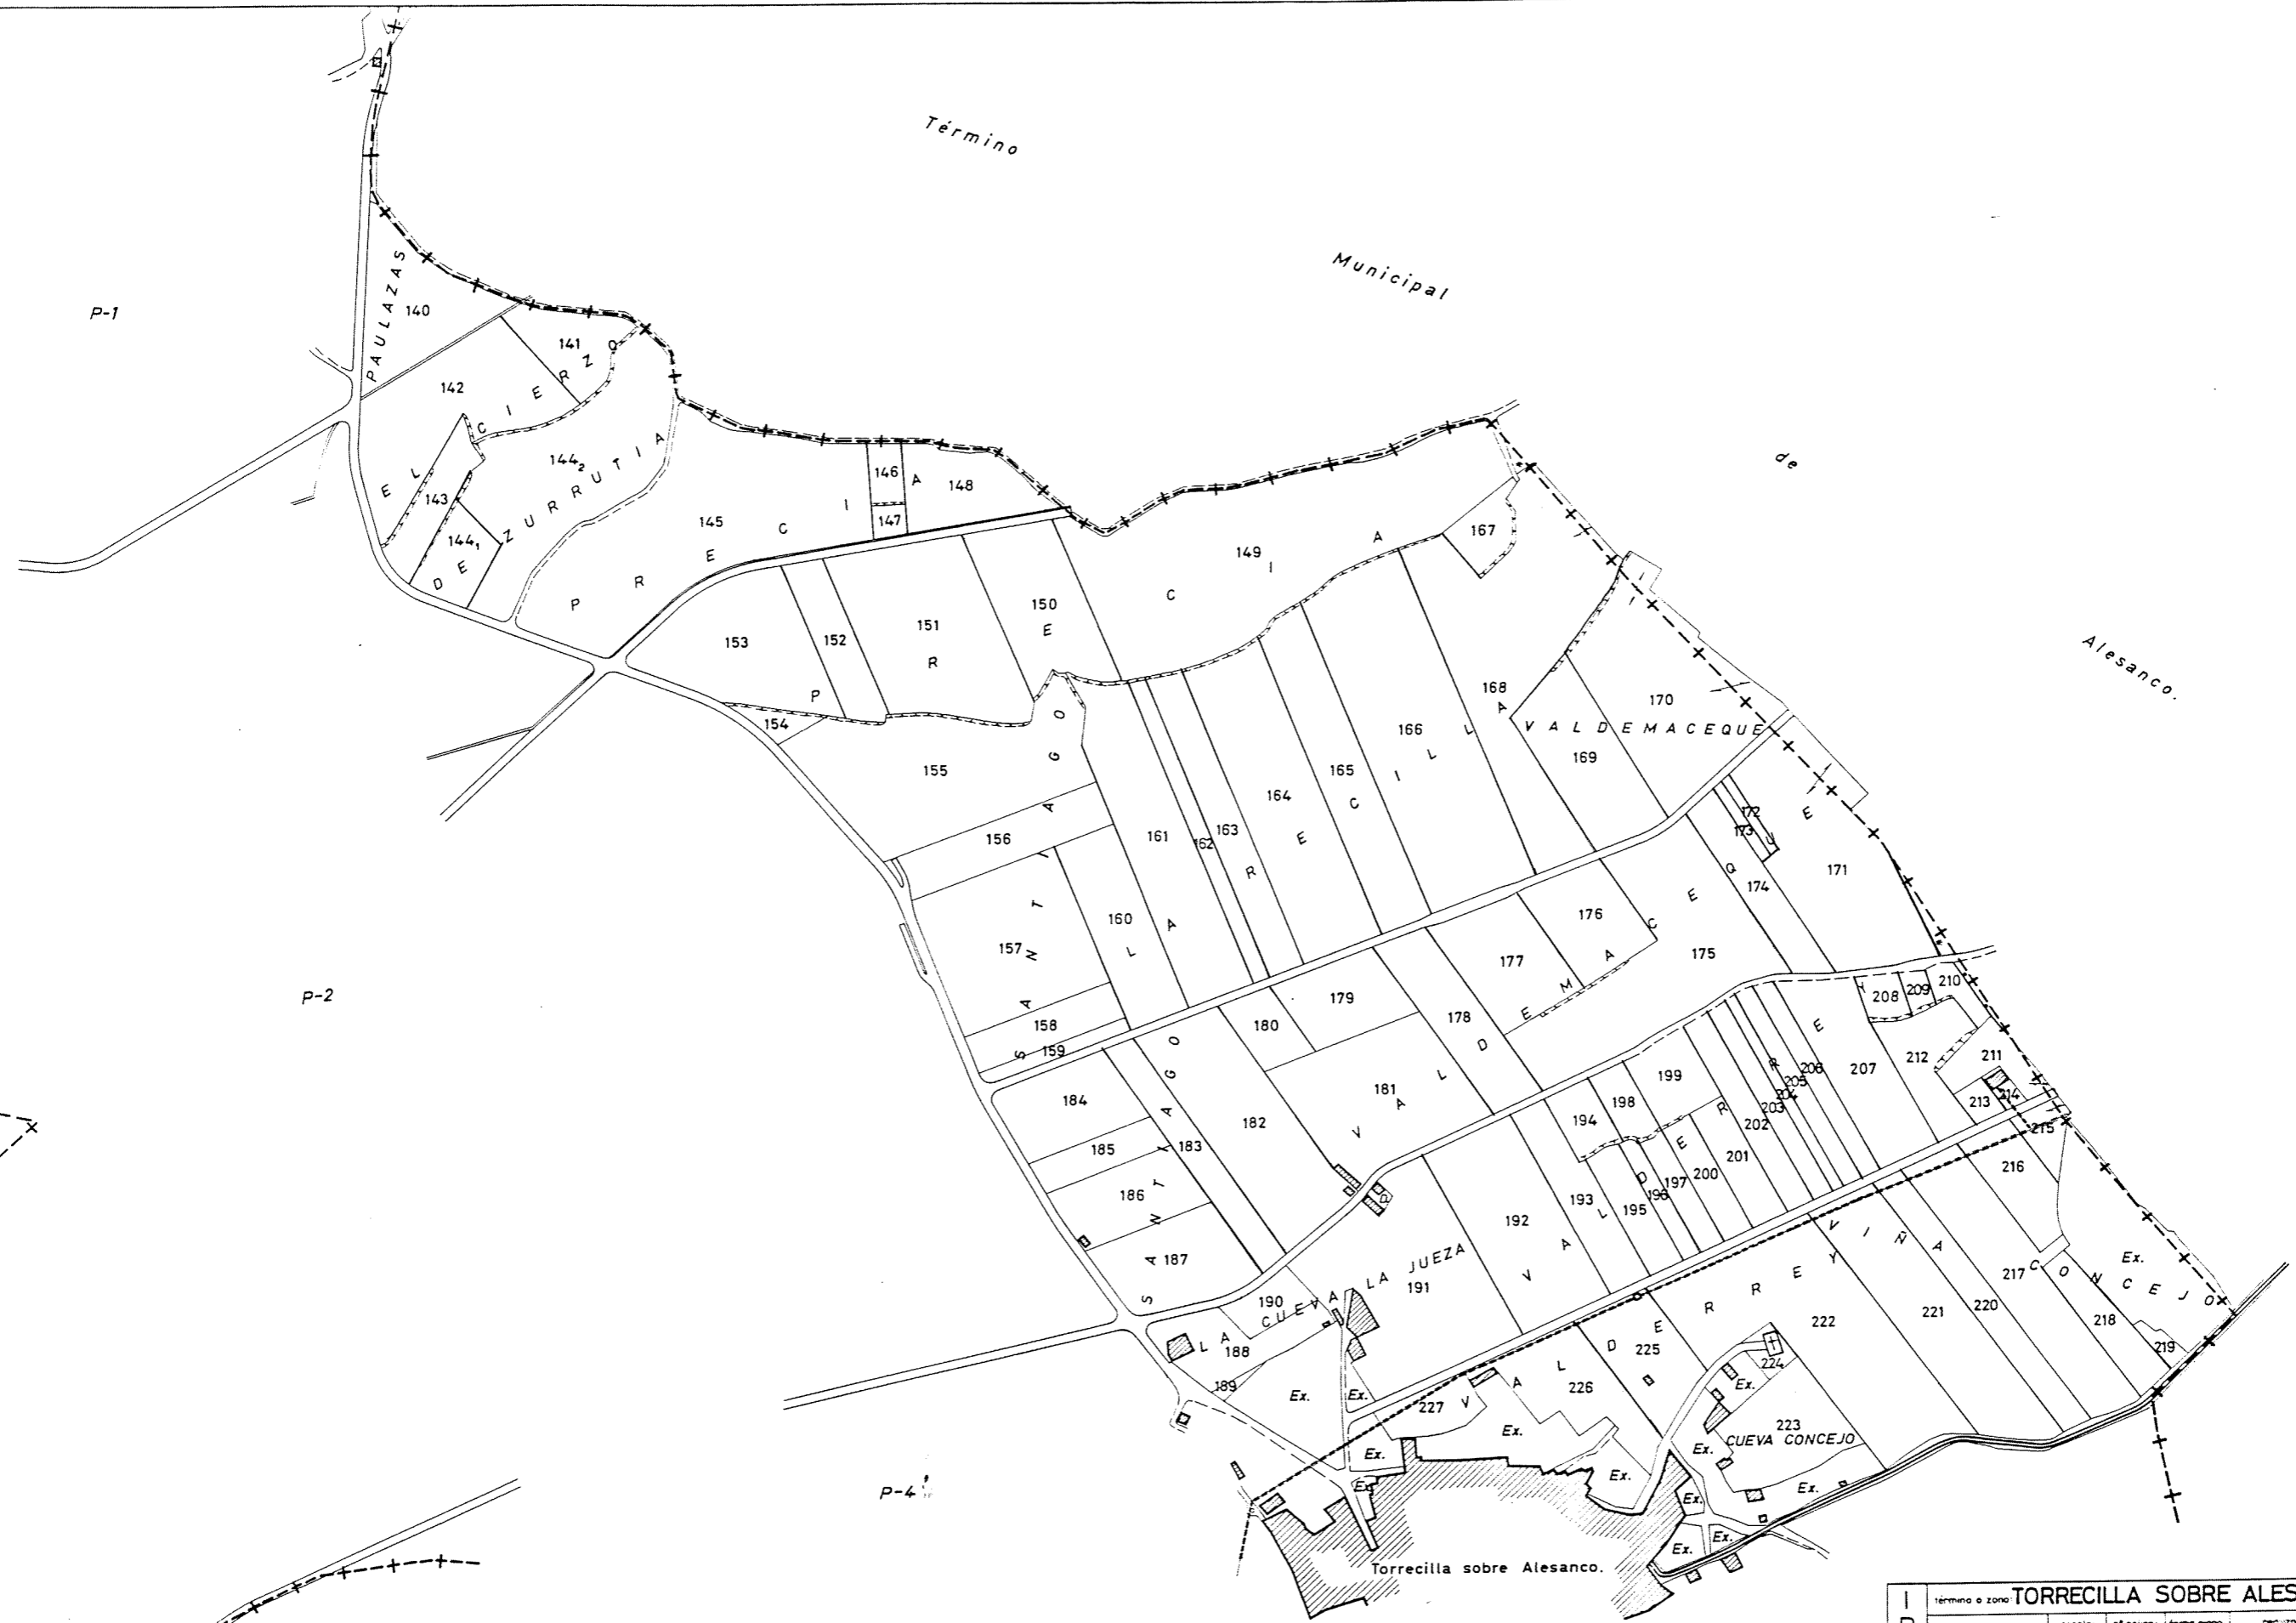 Término
Municipal
de
Alesanco.
P-1
PAULAZAS
140
141
142
EL CIERZO
143
144₂
144₁
DE ZURRUTIA
145
146
147
148
PRECIA
149
150
151
152
153
PRECIA
154
155
156
157
158
159
160
161
162
163
164
165
166
167
168
169
170
VALDEMACEQUE
LA RECILLA
SANTIAGO
171
172
173
174
175
176
177
178
179
180
181
182
VALDEMACEQUE
P-2
183
184
185
186
187
SANTIAGO
188
189
190
191
LA CUEVA LA JUEZA
192
193
194
195
196
197
198
199
200
201
202
203
204
205
206
207
208
209
210
211
212
213
214
215
216
217
218
219
220
221
222
VIÑA CONCEJO
Ex.
223
CUEVA CONCEJO
224
225
226
227
VALDERREY
Ex.
Ex.
Ex.
Ex.
Ex.
Ex.
Ex.
Ex.
Ex.
Ex.
Ex.
Ex.
P-4
Torrecilla sobre Alesanco.
término o zona: TORRECILLA SOBRE ALES